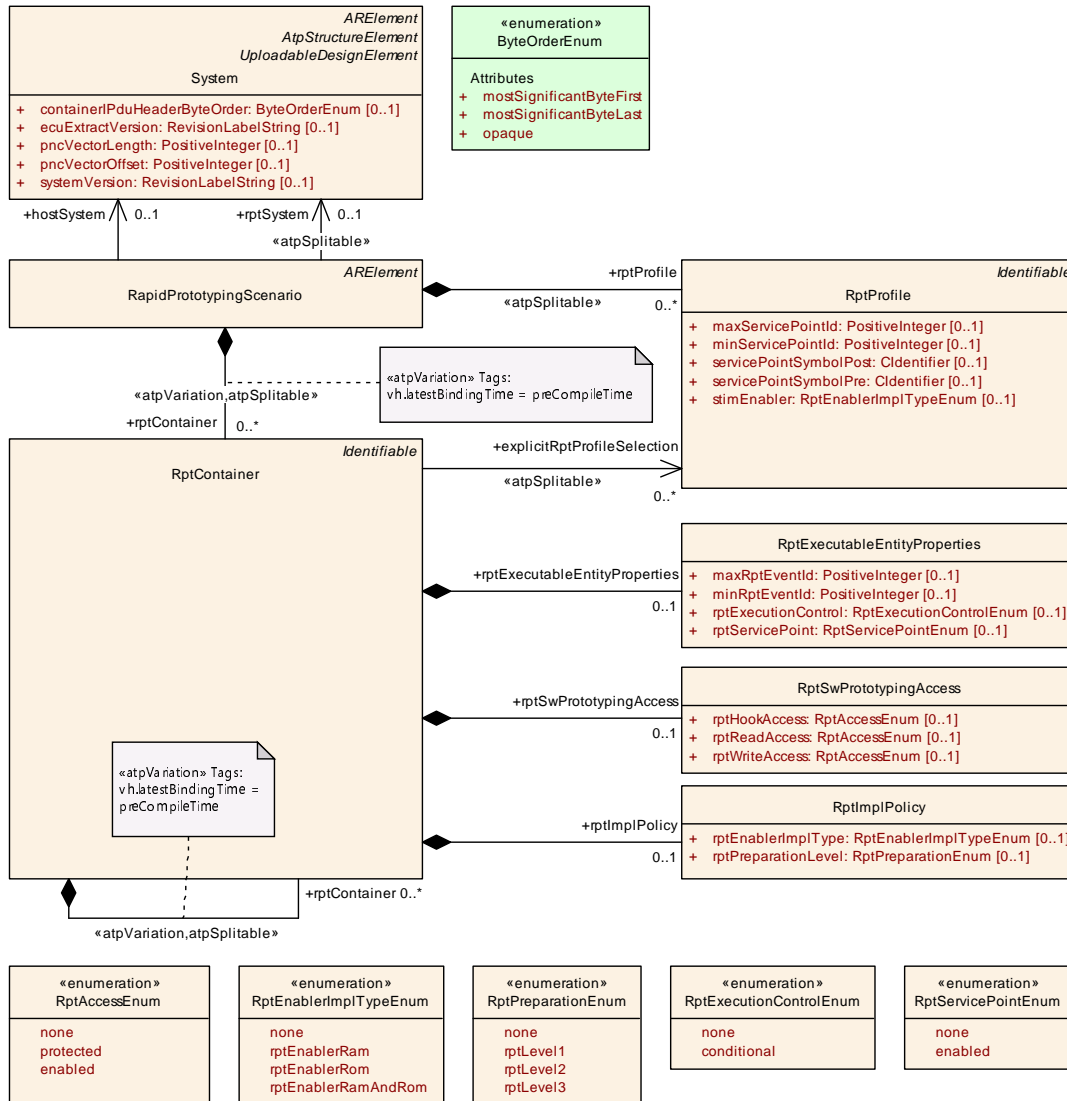 ARElement
AtpStructureElement
UploadableDesignElement
System
+ containerIPduHeaderByteOrder: ByteOrderEnum [0..1]
+ ecuExtractVersion: RevisionLabelString [0..1]
+ pncVectorLength: PositiveInteger [0..1]
+ pncVectorOffset: PositiveInteger [0..1]
+ systemVersion: RevisionLabelString [0..1]
«enumeration»
ByteOrderEnum
Attributes
+ mostSignificantByteFirst
+ mostSignificantByteLast
+ opaque
+hostSystem 0..1
+rptSystem 0..1
«atpSplitable»
ARElement
RapidPrototypingScenario
+rptProfile
«atpSplitable»
0..*
Identifiable
RptProfile
+ maxServicePointId: PositiveInteger [0..1]
+ minServicePointId: PositiveInteger [0..1]
+ servicePointSymbolPost: CIdentifier [0..1]
+ servicePointSymbolPre: CIdentifier [0..1]
+ stimEnabler: RptEnablerImplTypeEnum [0..1]
«atpVariation» Tags:
vh.latestBindingTime = preCompileTime
«atpVariation,atpSplitable»
+rptContainer 0..*
Identifiable
RptContainer
+explicitRptProfileSelection
«atpSplitable»
0..*
+rptExecutableEntityProperties
0..1
RptExecutableEntityProperties
+ maxRptEventId: PositiveInteger [0..1]
+ minRptEventId: PositiveInteger [0..1]
+ rptExecutionControl: RptExecutionControlEnum [0..1]
+ rptServicePoint: RptServicePointEnum [0..1]
+rptSwPrototypingAccess
0..1
RptSwPrototypingAccess
+ rptHookAccess: RptAccessEnum [0..1]
+ rptReadAccess: RptAccessEnum [0..1]
+ rptWriteAccess: RptAccessEnum [0..1]
«atpVariation» Tags:
vh.latestBindingTime =
preCompileTime
+rptImplPolicy
0..1
RptImplPolicy
+ rptEnablerImplType: RptEnablerImplTypeEnum [0..1]
+ rptPreparationLevel: RptPreparationEnum [0..1]
+rptContainer 0..*
«atpVariation,atpSplitable»
«enumeration»
RptAccessEnum
none
protected
enabled
«enumeration»
RptEnablerImplTypeEnum
none
rptEnablerRam
rptEnablerRom
rptEnablerRamAndRom
«enumeration»
RptPreparationEnum
none
rptLevel1
rptLevel2
rptLevel3
«enumeration»
RptExecutionControlEnum
none
conditional
«enumeration»
RptServicePointEnum
none
enabled